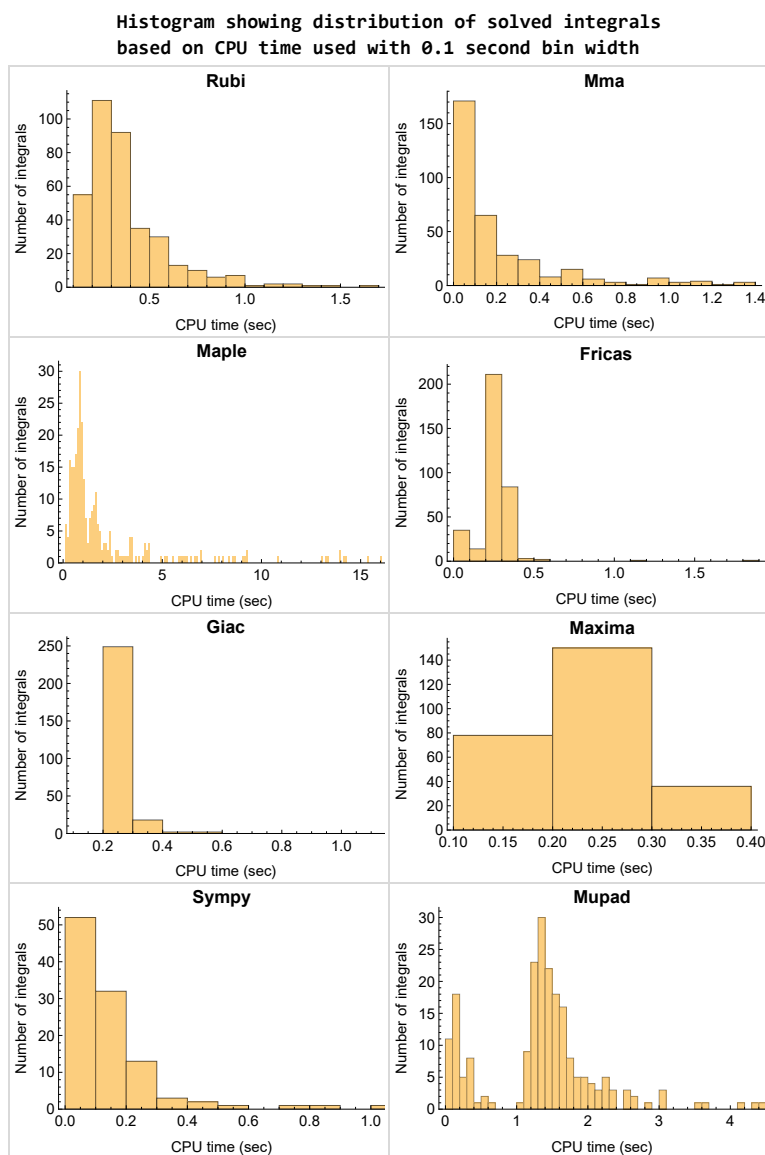 Histogram showing distribution of solved integrals
based on CPU time used with 0.1 second bin width
Rubi
Number of integrals
100
80
60
40
20
0
0.5 1.0 1.5
CPU time (sec)
Mma
Number of integrals
150
100
50
0
0.0 0.2 0.4 0.6 0.8 1.0 1.2 1.4
CPU time (sec)
Maple
Number of integrals
30
25
20
15
10
5
0
0 5 10 15
CPU time (sec)
Fricas
Number of integrals
200
150
100
50
0
0.0 0.5 1.0 1.5
CPU time (sec)
Giac
Number of integrals
250
200
150
100
50
0
0.2 0.4 0.6 0.8 1.0
CPU time (sec)
Maxima
Number of integrals
140
120
100
80
60
40
20
0
0.10 0.15 0.20 0.25 0.30 0.35 0.40
CPU time (sec)
Sympy
Number of integrals
50
40
30
20
10
0
0.0 0.2 0.4 0.6 0.8 1.0
CPU time (sec)
Mupad
Number of integrals
30
25
20
15
10
5
0
0 1 2 3 4
CPU time (sec)